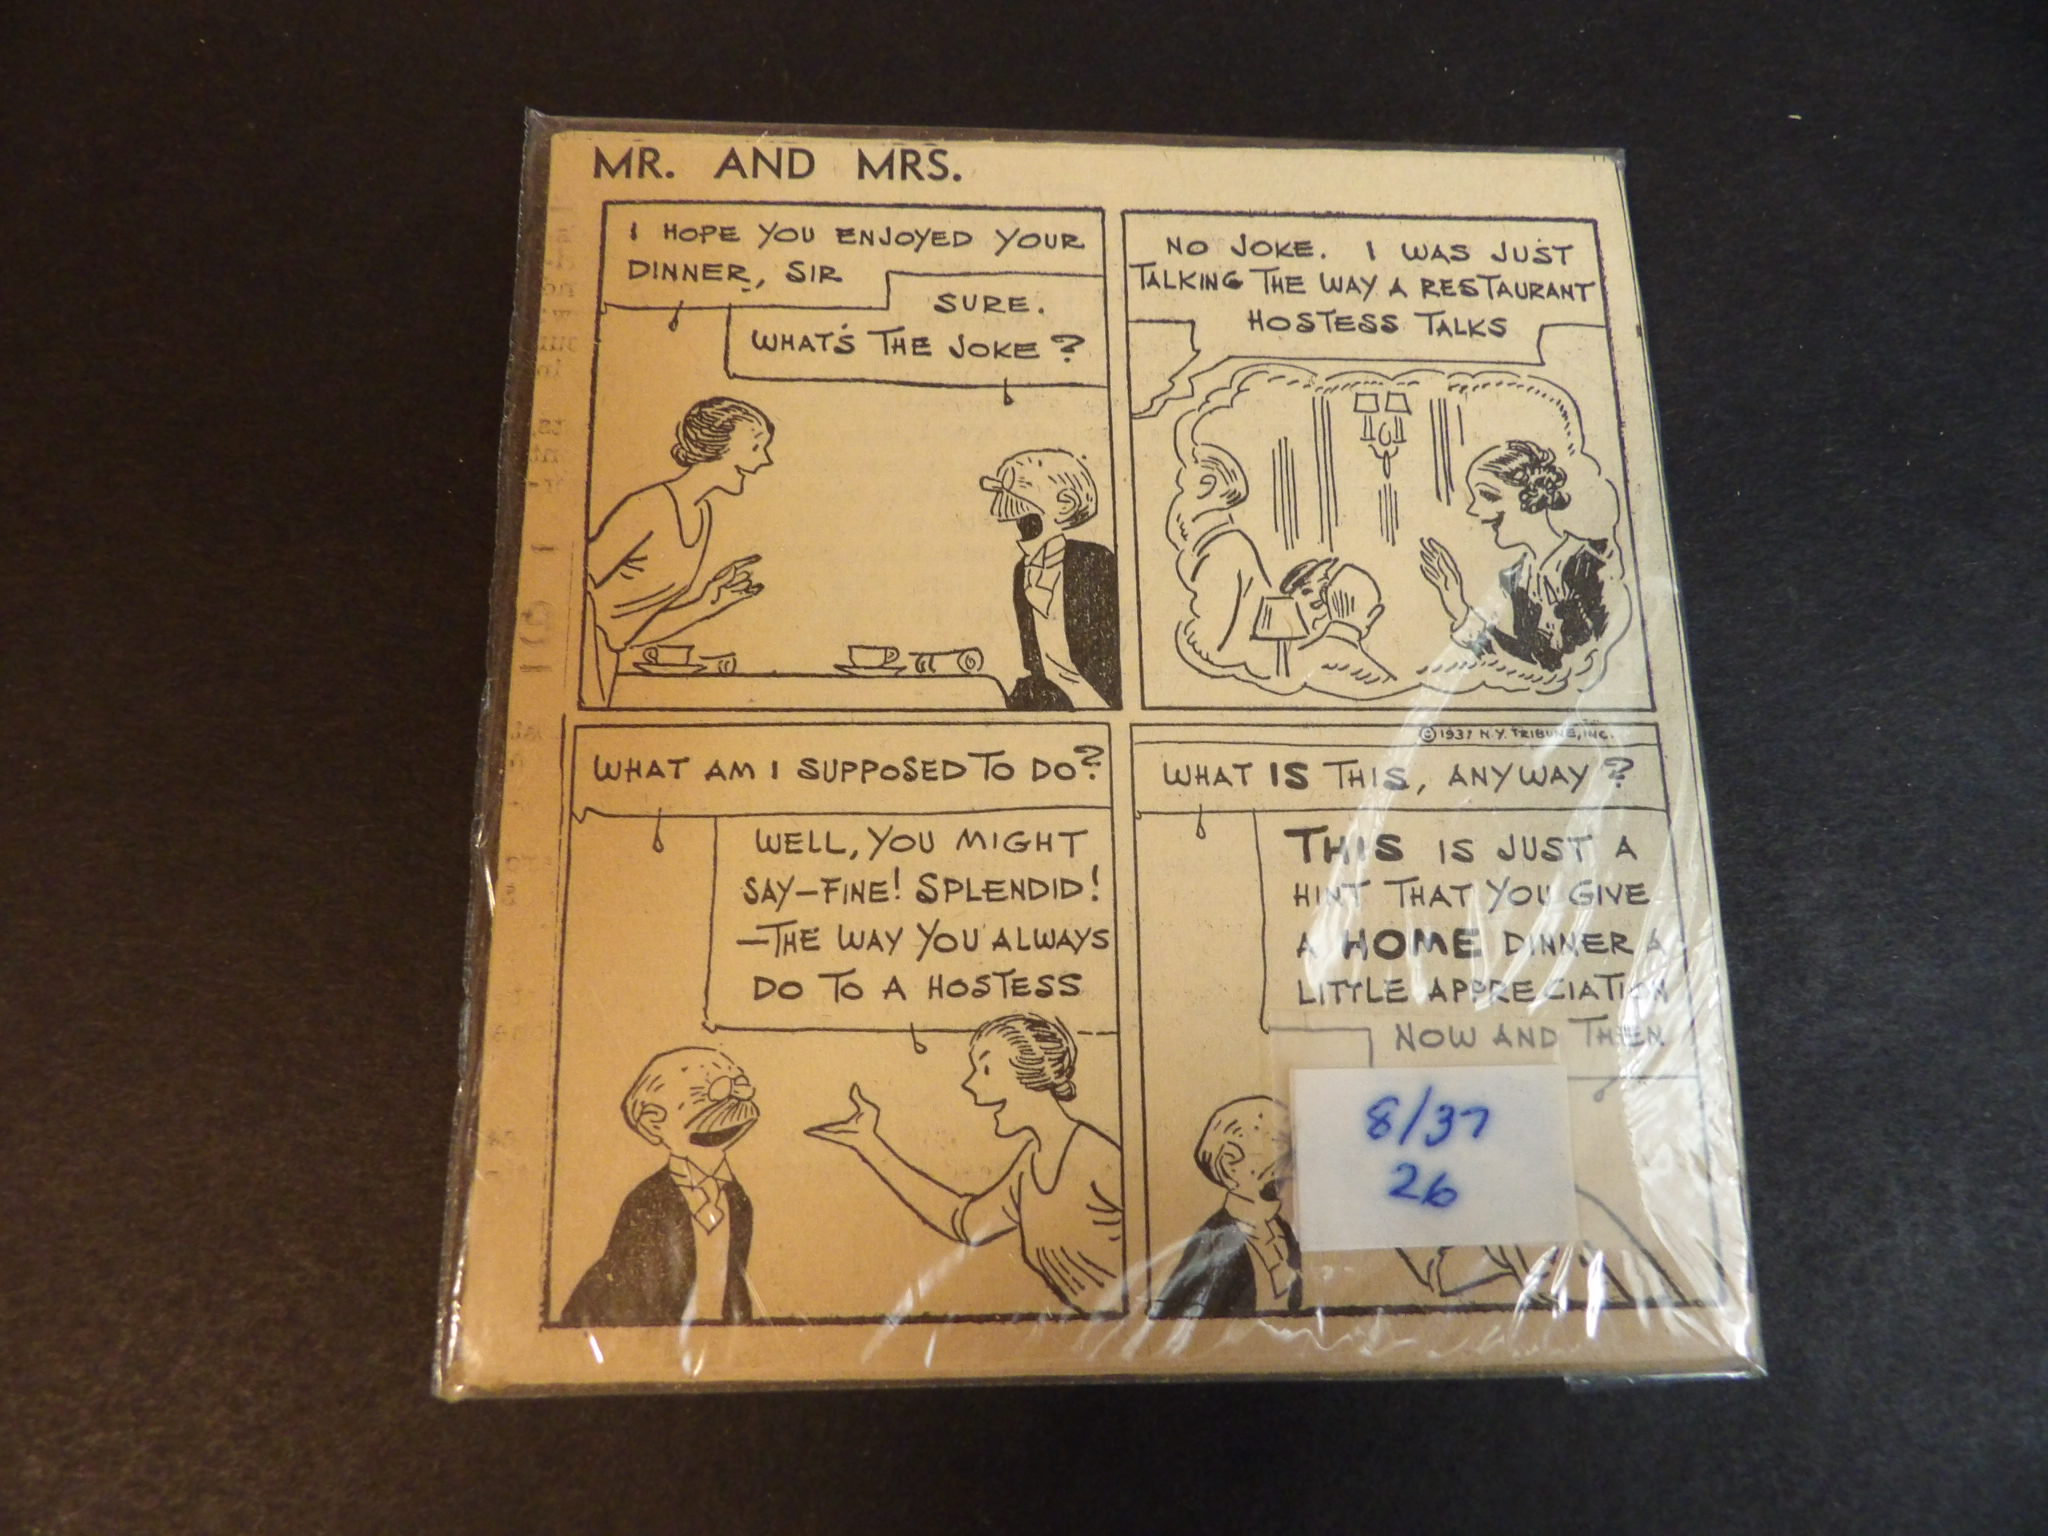 MR. AND MRS.
I HOPE YOU ENJOYED YOUR
DINNER, SIR
SURE.
WHAT'S THE JOKE?
NO JOKE. I WAS JUST
TALKING THE WAY A RESTAURANT
HOSTESS TALKS
WHAT AM I SUPPOSED TO DO?
WELL, YOU MIGHT
SAY—FINE! SPLENDID!
—THE WAY YOU ALWAYS
DO TO A HOSTESS
© 1937 N.Y. TRIBUNE, INC.
WHAT IS THIS, ANYWAY?
THIS IS JUST A
HINT THAT YOU GIVE
A HOME DINNER A
LITTLE APPRECIATION
NOW AND THEN
8/37
26